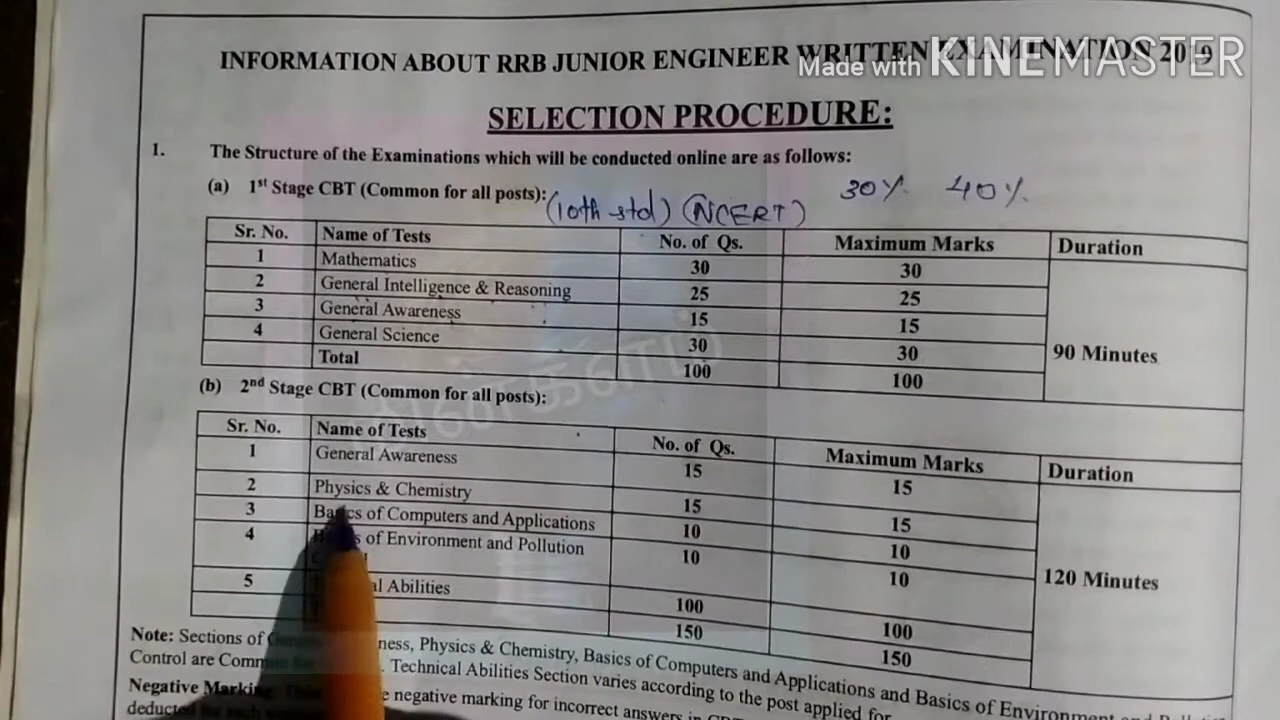 INFORMATION ABOUT RRB JUNIOR ENGINEER WRITTEN EXAMINATION 2019
Made with KINEMASTER
SELECTION PROCEDURE:
1. The Structure of the Examinations which will be conducted online are as follows:
(a) 1st Stage CBT (Common for all posts): (10th std) (NCERT) 30% 40%
Sr. No. Name of Tests No. of Qs. Maximum Marks Duration
1 Mathematics 30 30
2 General Intelligence & Reasoning 25 25
3 General Awareness 15 15
4 General Science 30 30 90 Minutes
Total 100 100
(b) 2nd Stage CBT (Common for all posts):
Sr. No. Name of Tests No. of Qs. Maximum Marks Duration
1 General Awareness 15 15
2 Physics & Chemistry 15 15
3 Basics of Computers and Applications 10 10
4 of Environment and Pollution 10 10 120 Minutes
5 Abilities 100 100
150 150
Note: Sections of ness, Physics & Chemistry, Basics of Computers and Applications and Basics of Environment
Control are Common Technical Abilities Section varies according to the post applied for
Negative Marking negative marking for incorrect answers in
deducted